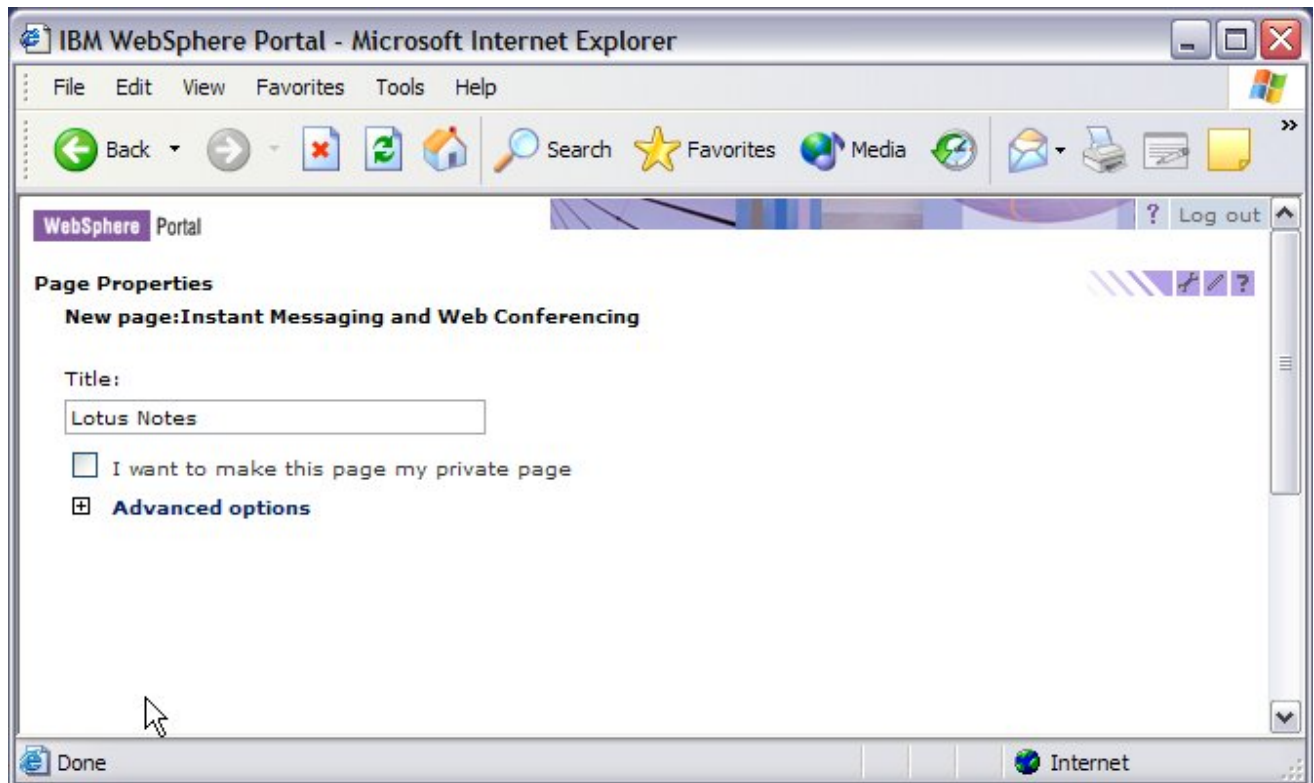 IBM WebSphere Portal - Microsoft Internet Explorer
File Edit View Favorites Tools Help
Back Search Favorites Media »
WebSphere Portal ? Log out
Page Properties ?
New page:Instant Messaging and Web Conferencing
Title:
Lotus Notes
I want to make this page my private page
Advanced options
Done Internet